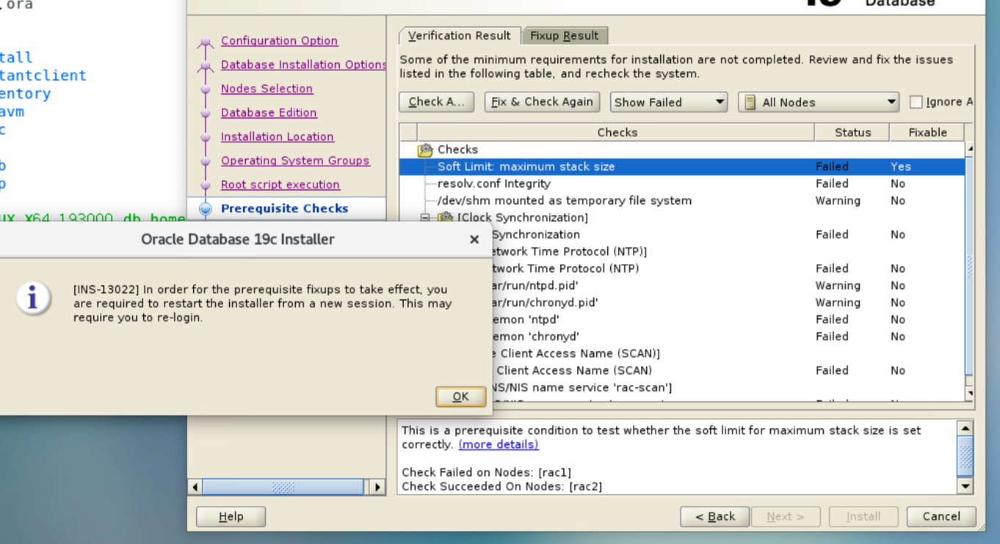 .ora
tall
tantclient
entory
avm
c
b
p
UX_X64_193000_db_home
Database
Configuration Option
Database Installation Options
Nodes Selection
Database Edition
Installation Location
Operating System Groups
Root script execution
Prerequisite Checks
Verification Result
Fixup Result
Some of the minimum requirements for installation are not completed. Review and fix the issues
listed in the following table, and recheck the system.
Check A...
Fix & Check Again
Show Failed
All Nodes
Ignore A
Checks Status Fixable
Checks
Soft Limit: maximum stack size Failed Yes
resolv.conf Integrity Failed No
/dev/shm mounted as temporary file system Warning No
[Clock Synchronization]
Synchronization Failed No
etwork Time Protocol (NTP)]
twork Time Protocol (NTP) Failed No
ar/run/ntpd.pid' Warning No
ar/run/chronyd.pid' Warning No
emon 'ntpd' Failed No
emon 'chronyd' Failed No
e Client Access Name (SCAN)]
Client Access Name (SCAN) Failed No
NS/NIS name service 'rac-scan']
Oracle Database 19c Installer
[INS-13022] In order for the prerequisite fixups to take effect, you
are required to restart the installer from a new session. This may
require you to re-login.
OK
This is a prerequisite condition to test whether the soft limit for maximum stack size is set
correctly. (more details)
Check Failed on Nodes: [rac1]
Check Succeeded On Nodes: [rac2]
Help
< Back
Next >
Install
Cancel